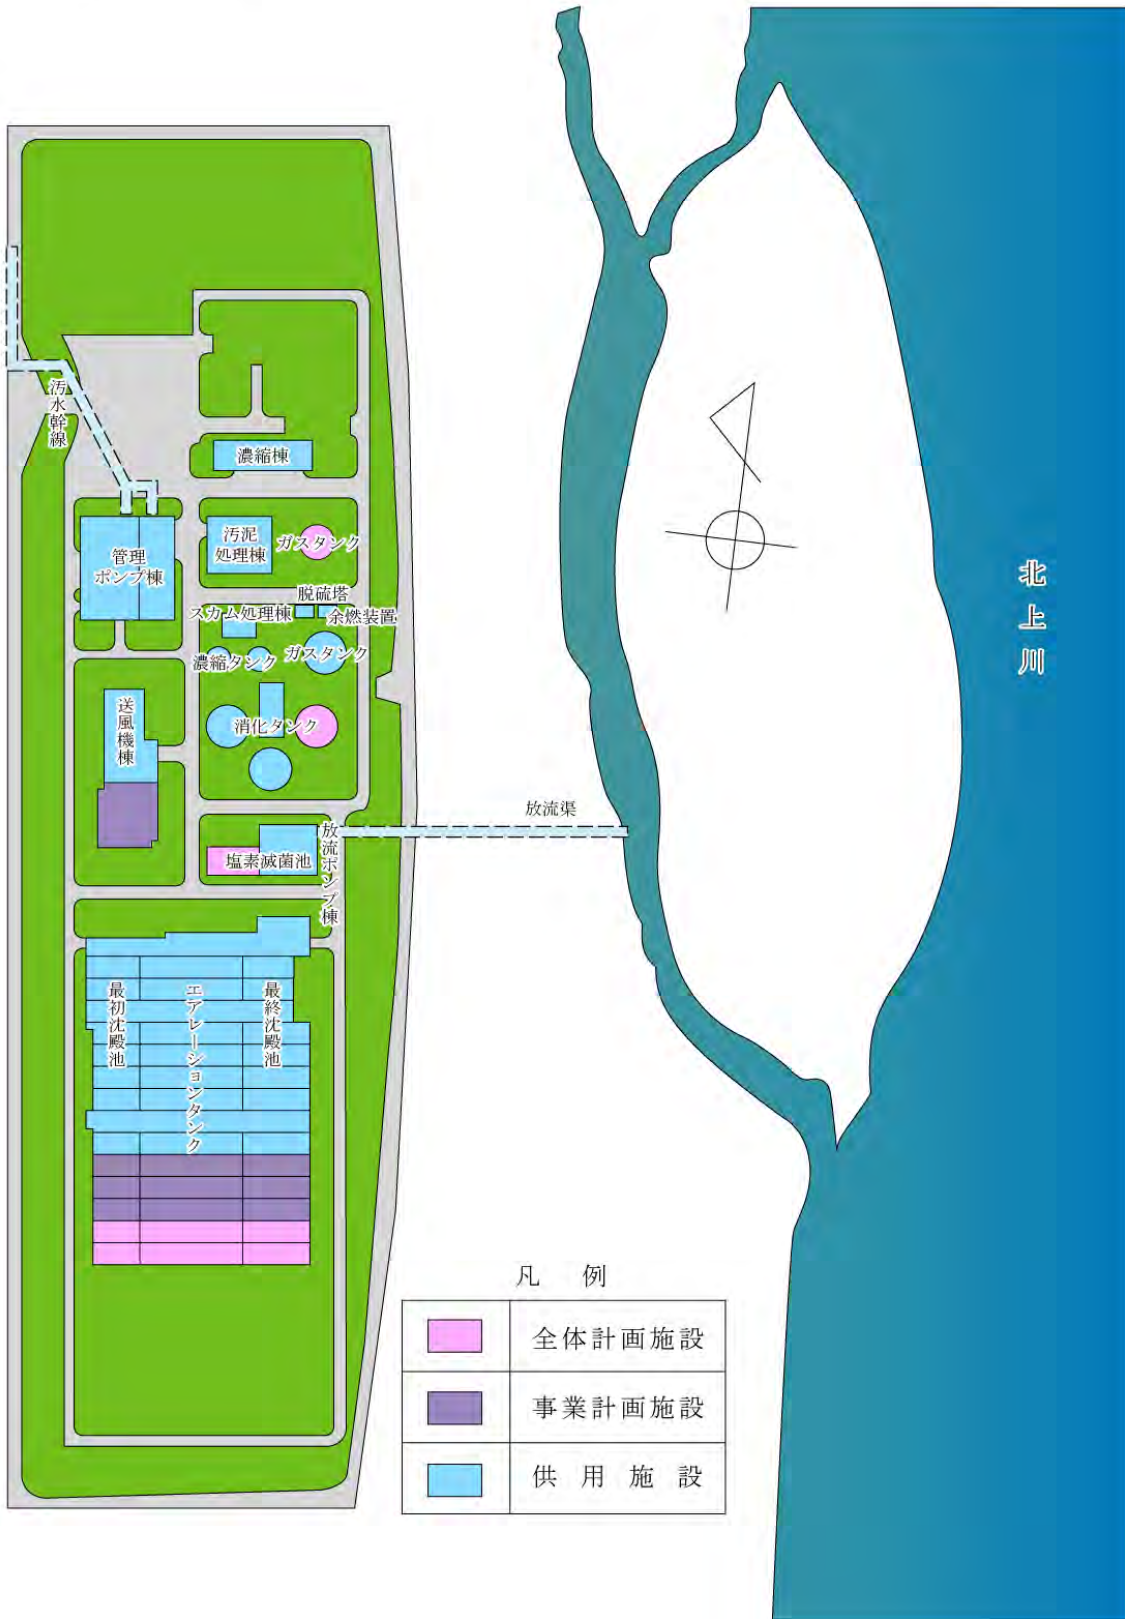 汚水幹線
濃縮棟
管理
ポンプ棟
汚泥
処理棟
ガスタンク
脱硫塔
スカム処理棟
余燃装置
濃縮タンク
ガスタンク
送風機棟
消化タンク
北上川
放流渠
放流ポンプ棟
塩素滅菌池
最初沈殿池
エアレーションタンク
最終沈殿池
凡 例
全体計画施設
事業計画施設
供用施設